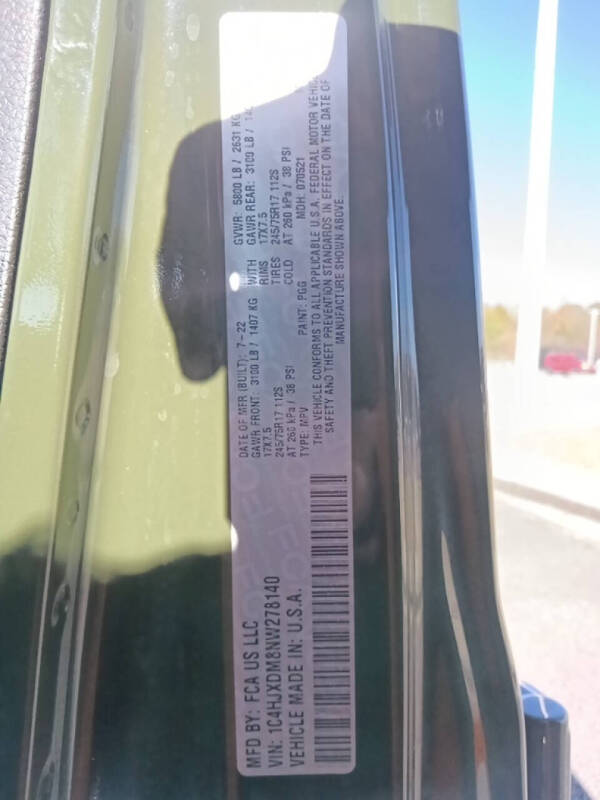 MFD BY: FCA US LLC
VIN: 1C4HJXDM8NW278140
VEHICLE MADE IN: U.S.A.
DATE OF MFR (BUILT): 7-22
GVWR: 5800 LB / 2631 KG
GAWR FRONT: 3100 LB / 1407 KG WITH GAWR REAR: 3100 LB /
17X7.5 RIMS 17X7.5
245/75R17 112S TIRES 245/75R17 112S
AT 260 kPa / 38 PSI COLD AT 260 kPa / 38 PSI
TYPE: MPV PAINT: PGG MDH: 070521
THIS VEHICLE CONFORMS TO ALL APPLICABLE U.S.A. FEDERAL MOTOR VEHICLE
SAFETY AND THEFT PREVENTION STANDARDS IN EFFECT ON THE DATE OF
MANUFACTURE SHOWN ABOVE.